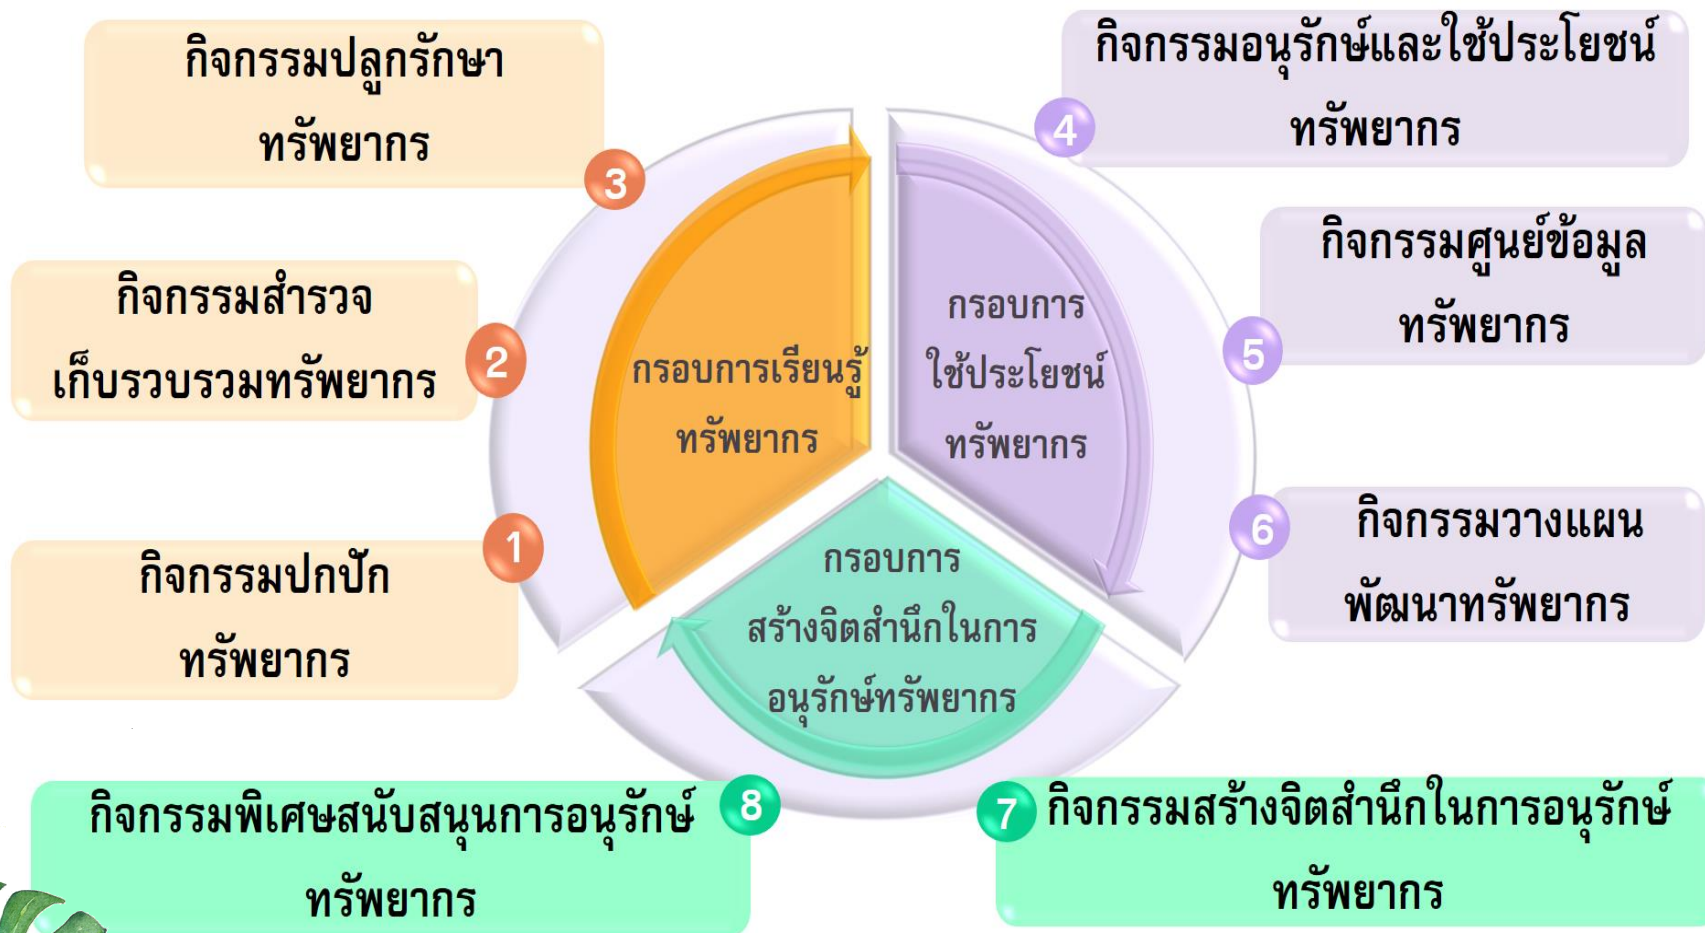 กิจกรรมปลูกรักษา
ทรัพยากร
3
กิจกรรมสำรวจ
เก็บรวบรวมทรัพยากร
2
กิจกรรมปกปัก
ทรัพยากร
1
กิจกรรมอนุรักษ์และใช้ประโยชน์
ทรัพยากร
4
กิจกรรมศูนย์ข้อมูล
ทรัพยากร
5
กิจกรรมวางแผน
พัฒนาทรัพยากร
6
กรอบการเรียนรู้
ทรัพยากร
กรอบการ
ใช้ประโยชน์
ทรัพยากร
กรอบการ
สร้างจิตสำนึกในการ
อนุรักษ์ทรัพยากร
กิจกรรมพิเศษสนับสนุนการอนุรักษ์
ทรัพยากร
8
7
กิจกรรมสร้างจิตสำนึกในการอนุรักษ์
ทรัพยากร